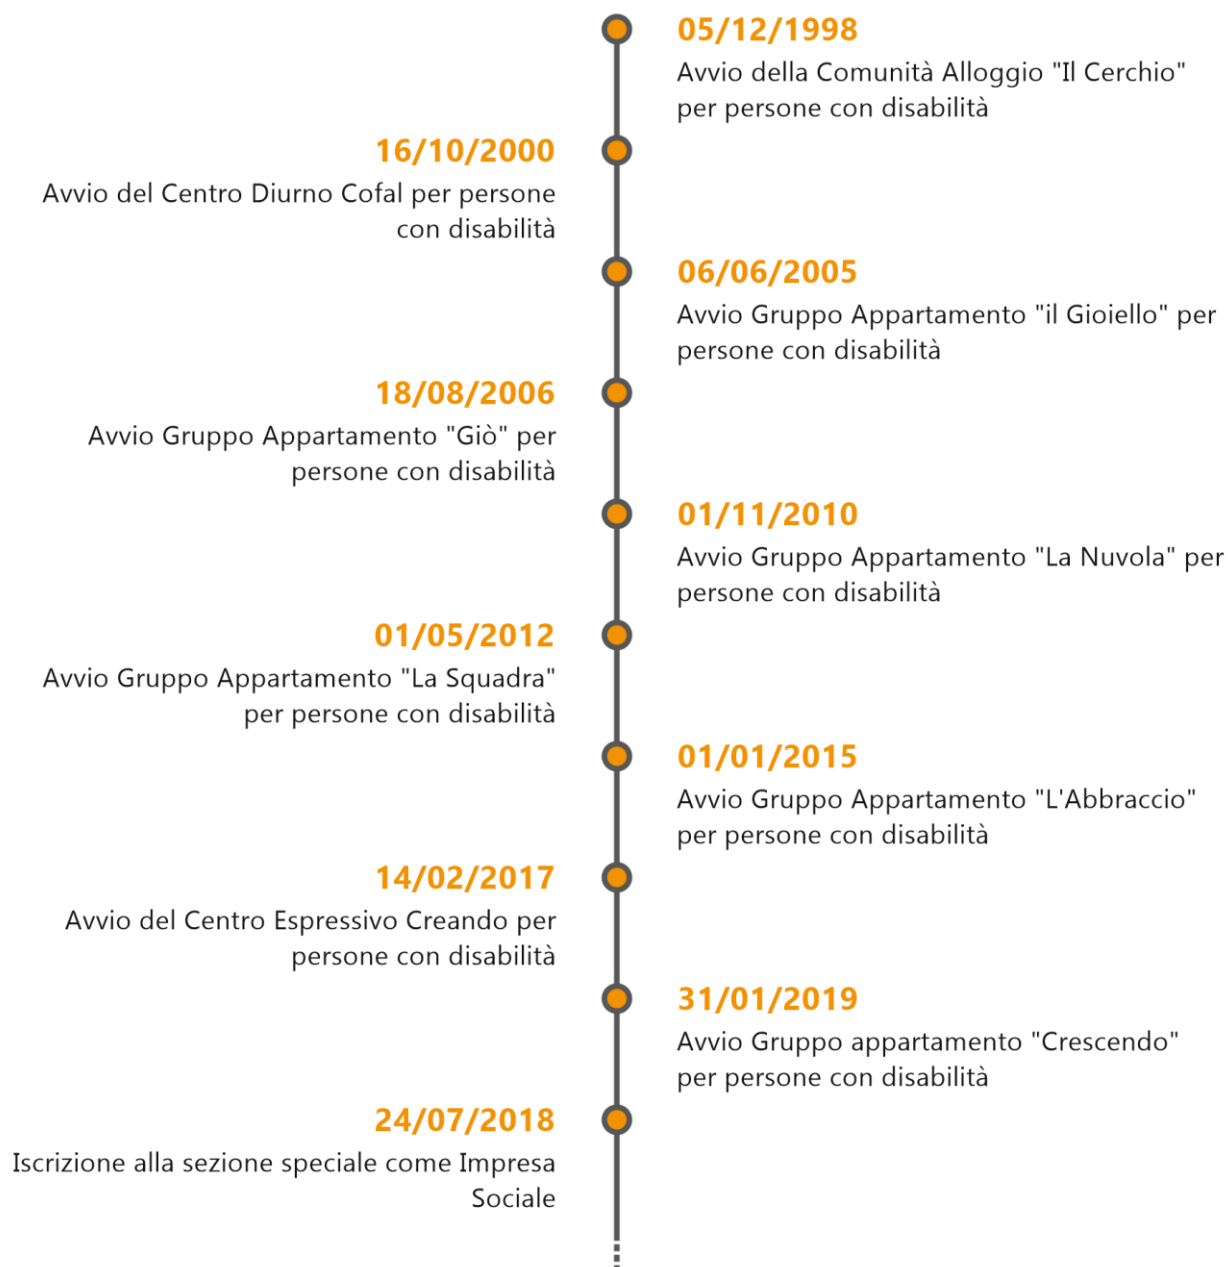 05/12/1998
Avvio della Comunità Alloggio "Il Cerchio"
per persone con disabilità
16/10/2000
Avvio del Centro Diurno Cofal per persone
con disabilità
06/06/2005
Avvio Gruppo Appartamento "il Gioiello" per
persone con disabilità
18/08/2006
Avvio Gruppo Appartamento "Giò" per
persone con disabilità
01/11/2010
Avvio Gruppo Appartamento "La Nuvola" per
persone con disabilità
01/05/2012
Avvio Gruppo Appartamento "La Squadra"
per persone con disabilità
01/01/2015
Avvio Gruppo Appartamento "L'Abbraccio"
per persone con disabilità
14/02/2017
Avvio del Centro Espressivo Creando per
persone con disabilità
31/01/2019
Avvio Gruppo appartamento "Crescendo"
per persone con disabilità
24/07/2018
Iscrizione alla sezione speciale come Impresa
Sociale